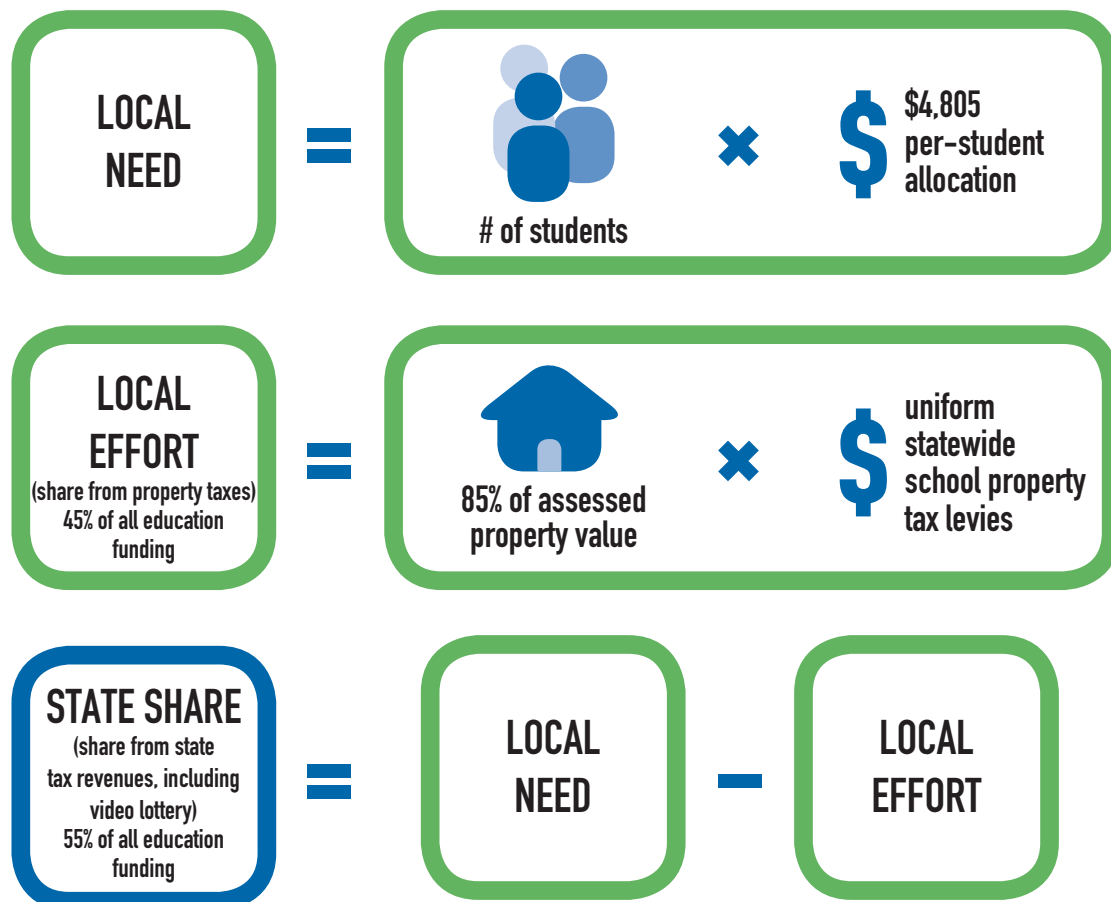 LOCAL
NEED
=
# of students
×
$
$4,805
per-student
allocation
LOCAL
EFFORT
(share from property taxes)
45% of all education
funding
=
85% of assessed
property value
×
$
uniform
statewide
school property
tax levies
STATE SHARE
(share from state
tax revenues, including
video lottery)
55% of all education
funding
=
LOCAL
NEED
-
LOCAL
EFFORT